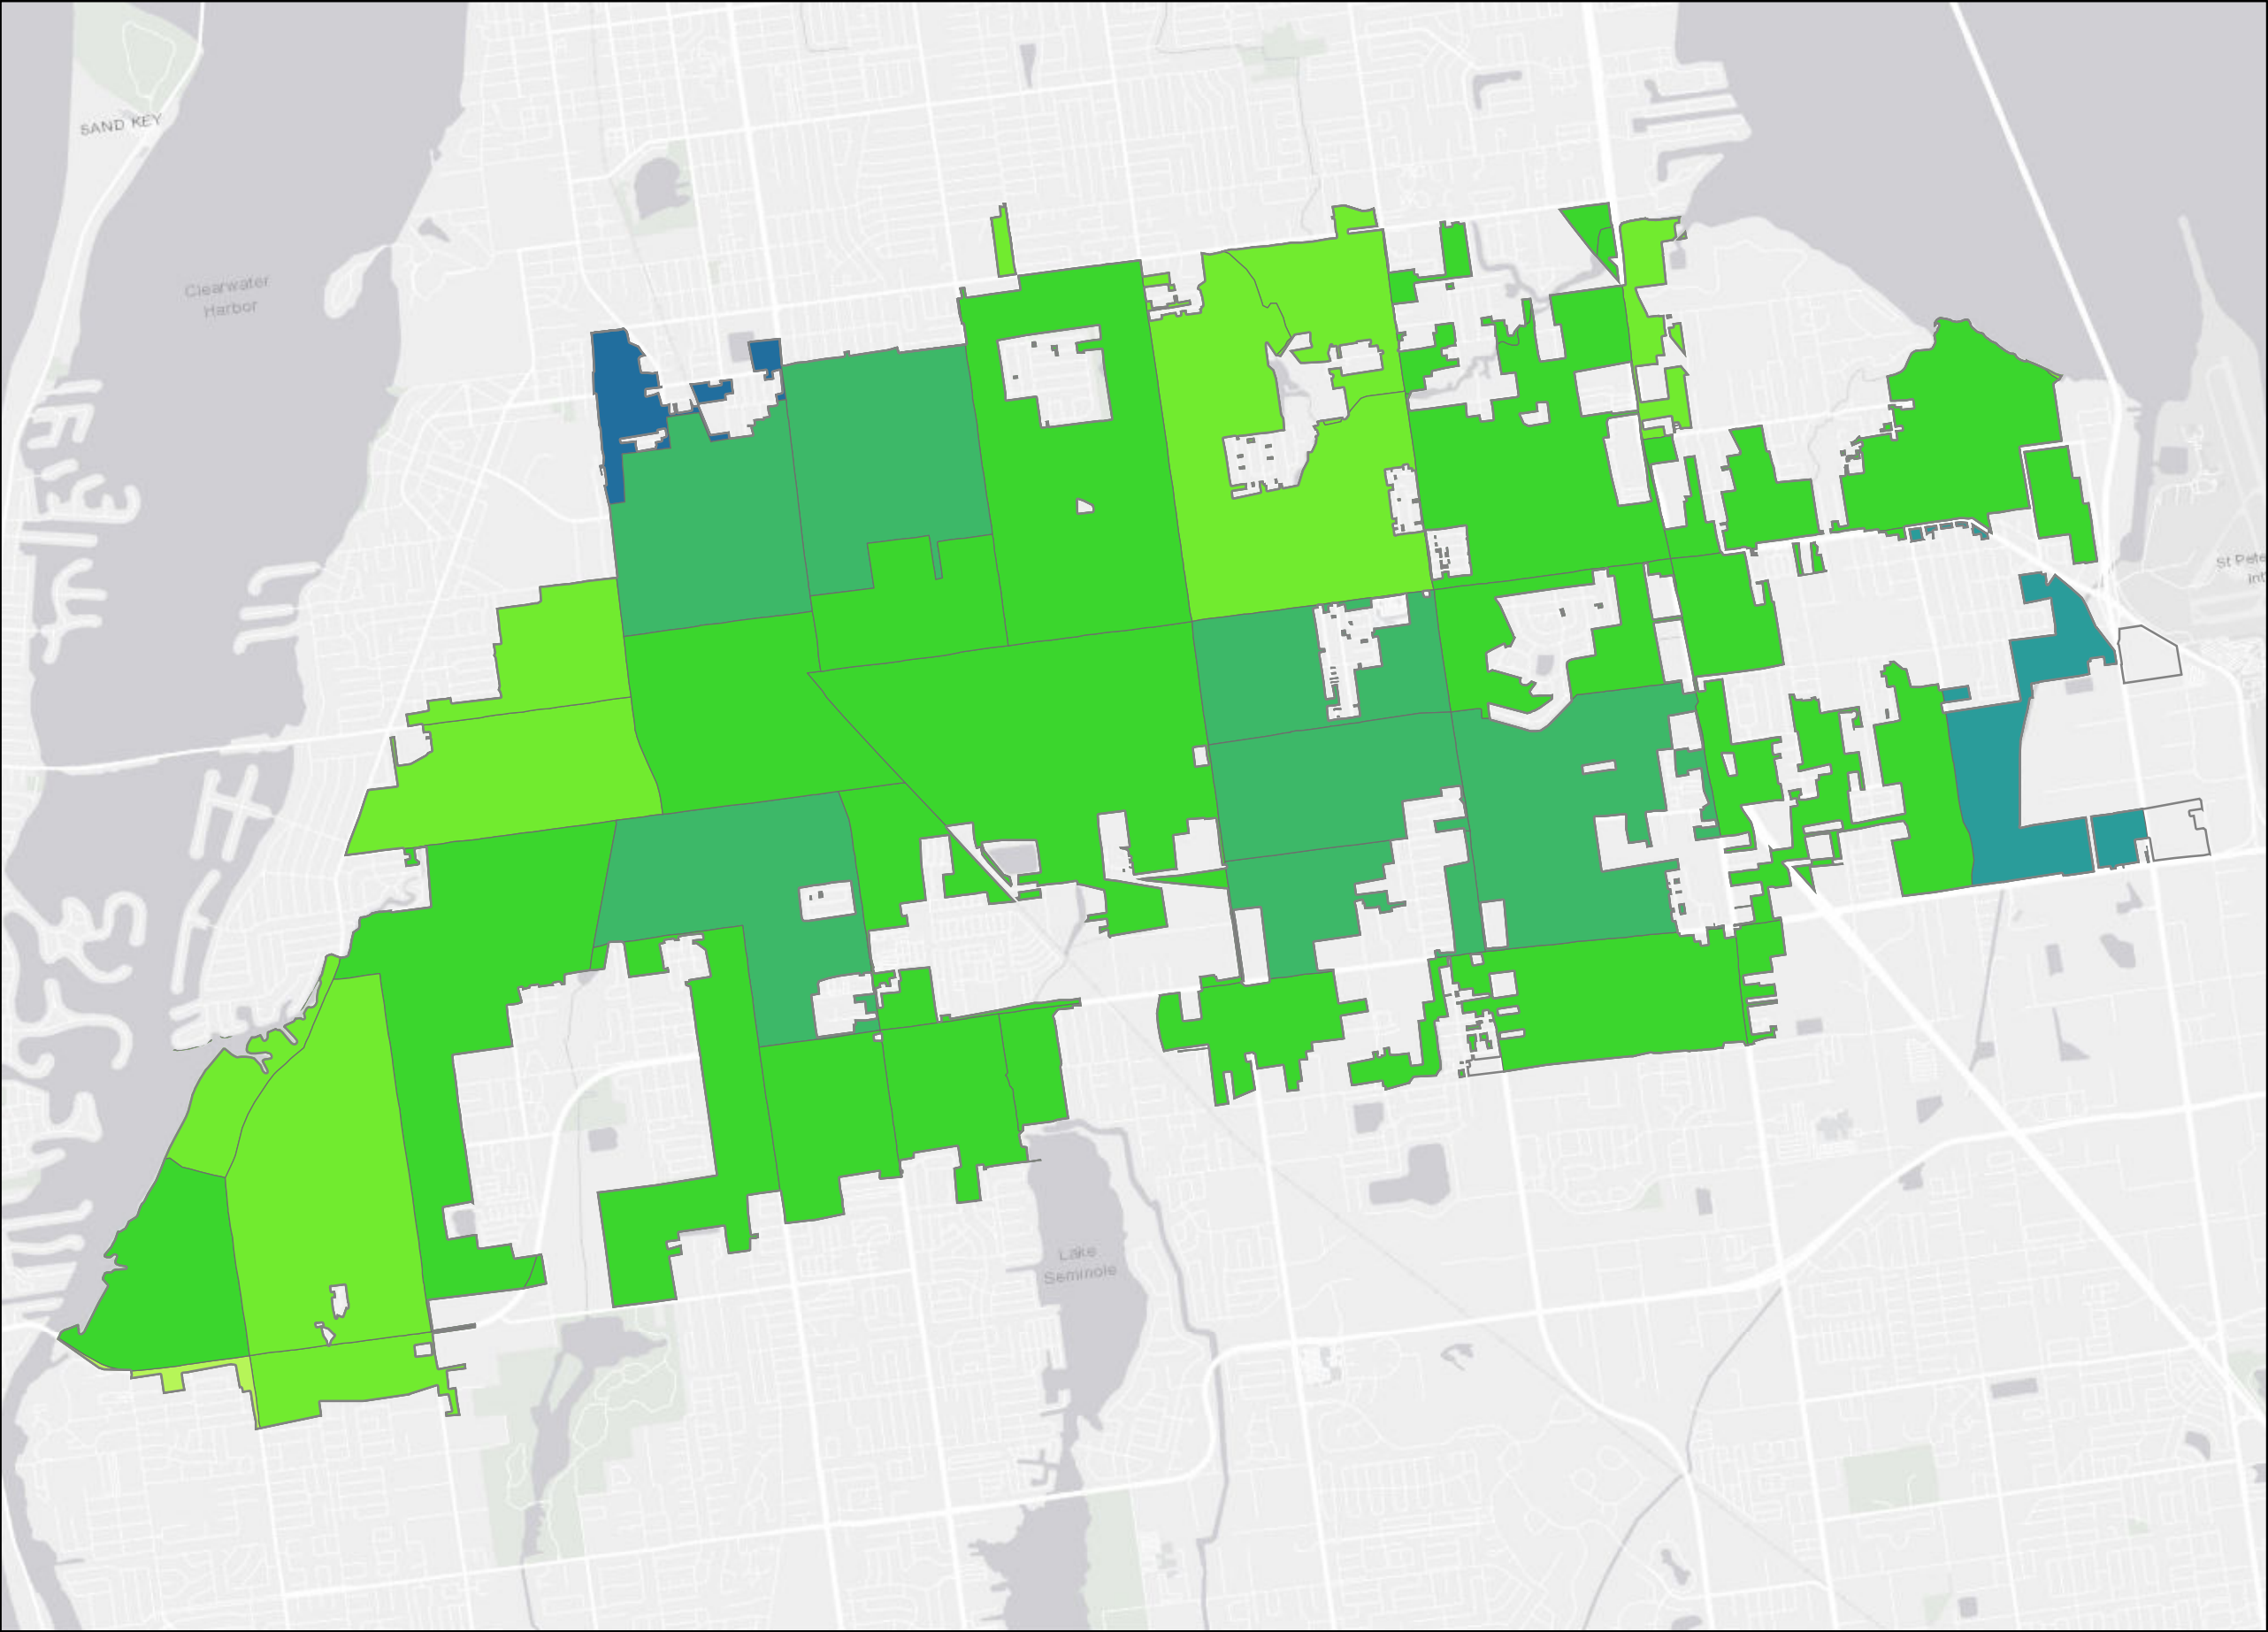 SAND KEY
Clearwater
Harbor
St Pete
Int
Lake
Seminole